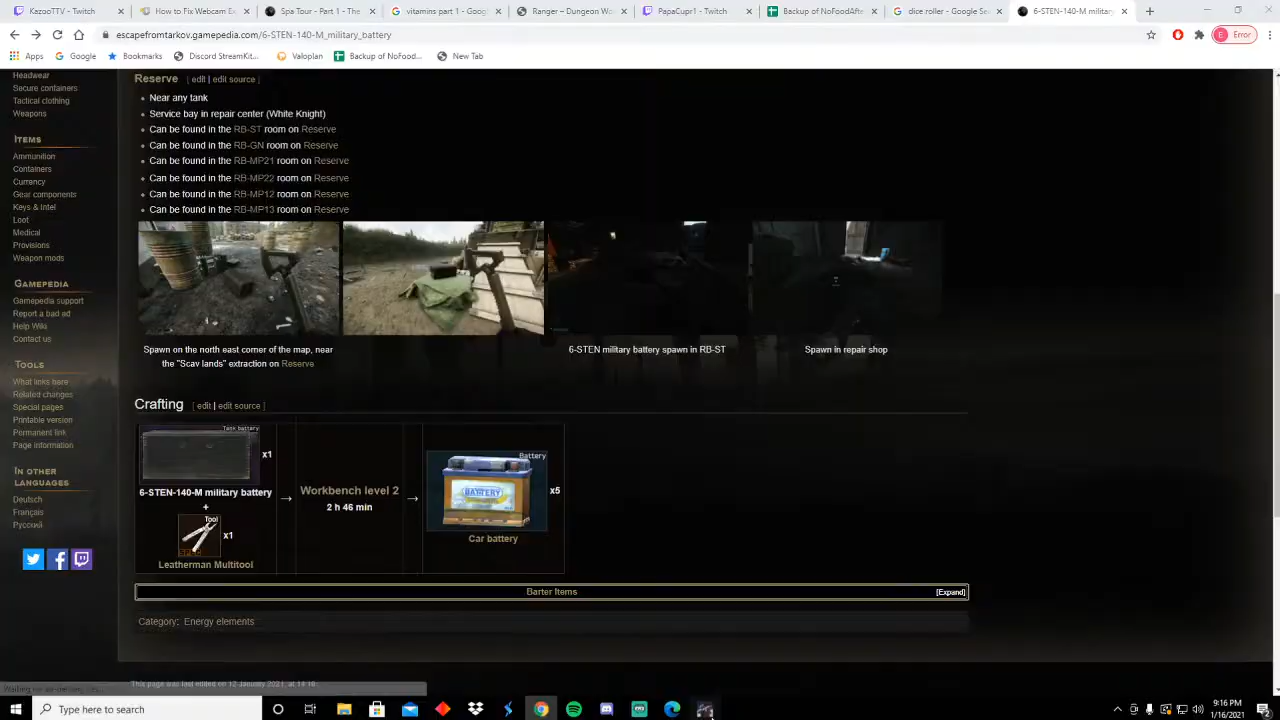 KazooTV - Twitch
How to Fix Webcam Ex
Spa Tour - Part 1 - The
vitamins part 1 - Goog
Ranger – Dungeon Wo
PapaCupr1 - Twitch
Backup of NoFoodAfte
dice roller - Google Se
6-STEN-140-M military
escapefromtarkov.gamepedia.com/6-STEN-140-M_military_battery
Error
Apps
Google
Bookmarks
Discord StreamKit...
Valoplan
Backup of NoFood...
New Tab
Headwear
Secure containers
Tactical clothing
Weapons
Items
Ammunition
Containers
Currency
Gear components
Keys & Intel
Loot
Medical
Provisions
Weapon mods
Gamepedia
Gamepedia support
Report a bad ad
Help Wiki
Contact us
Tools
What links here
Related changes
Special pages
Printable version
Permanent link
Page information
In other
languages
Deutsch
Français
Русский
Reserve [ edit | edit source ]
Near any tank
Service bay in repair center (White Knight)
Can be found in the RB-ST room on Reserve
Can be found in the RB-GN room on Reserve
Can be found in the RB-MP21 room on Reserve
Can be found in the RB-MP22 room on Reserve
Can be found in the RB-MP12 room on Reserve
Can be found in the RB-MP13 room on Reserve
Spawn on the north east corner of the map, near
the "Scav lands" extraction on Reserve
6-STEN military battery spawn in RB-ST
Spawn in repair shop
Crafting [ edit | edit source ]
Tank battery
x1
6-STEN-140-M military battery
+
Tool
x1
Leatherman Multitool
→
Workbench level 2
2 h 46 min
→
Battery
BATTERY
x5
Car battery
Barter Items
[Expand]
Category: Energy elements
This page was last edited on 12 January 2021, at 14:16.
Type here to search
9:16 PM
1/16/2021